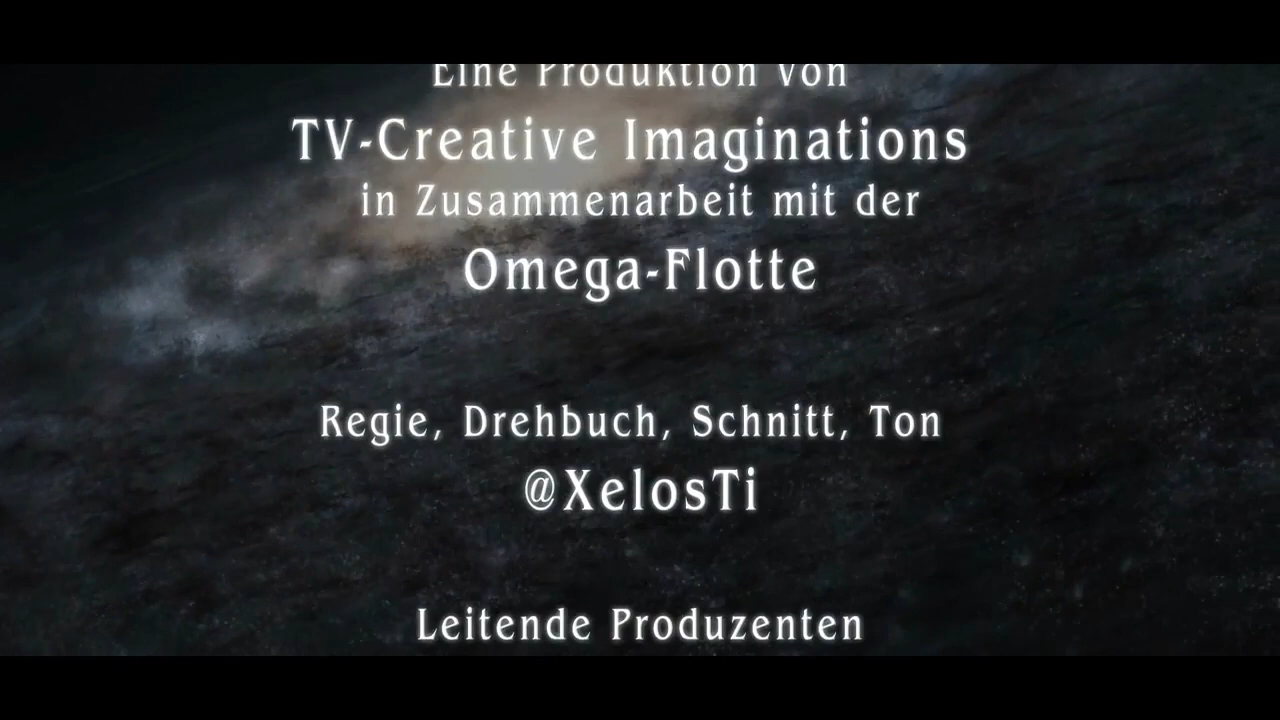 Eine Produktion von
TV-Creative Imaginations
in Zusammenarbeit mit der
Omega-Flotte
Regie, Drehbuch, Schnitt, Ton
@XelosTi
Leitende Produzenten